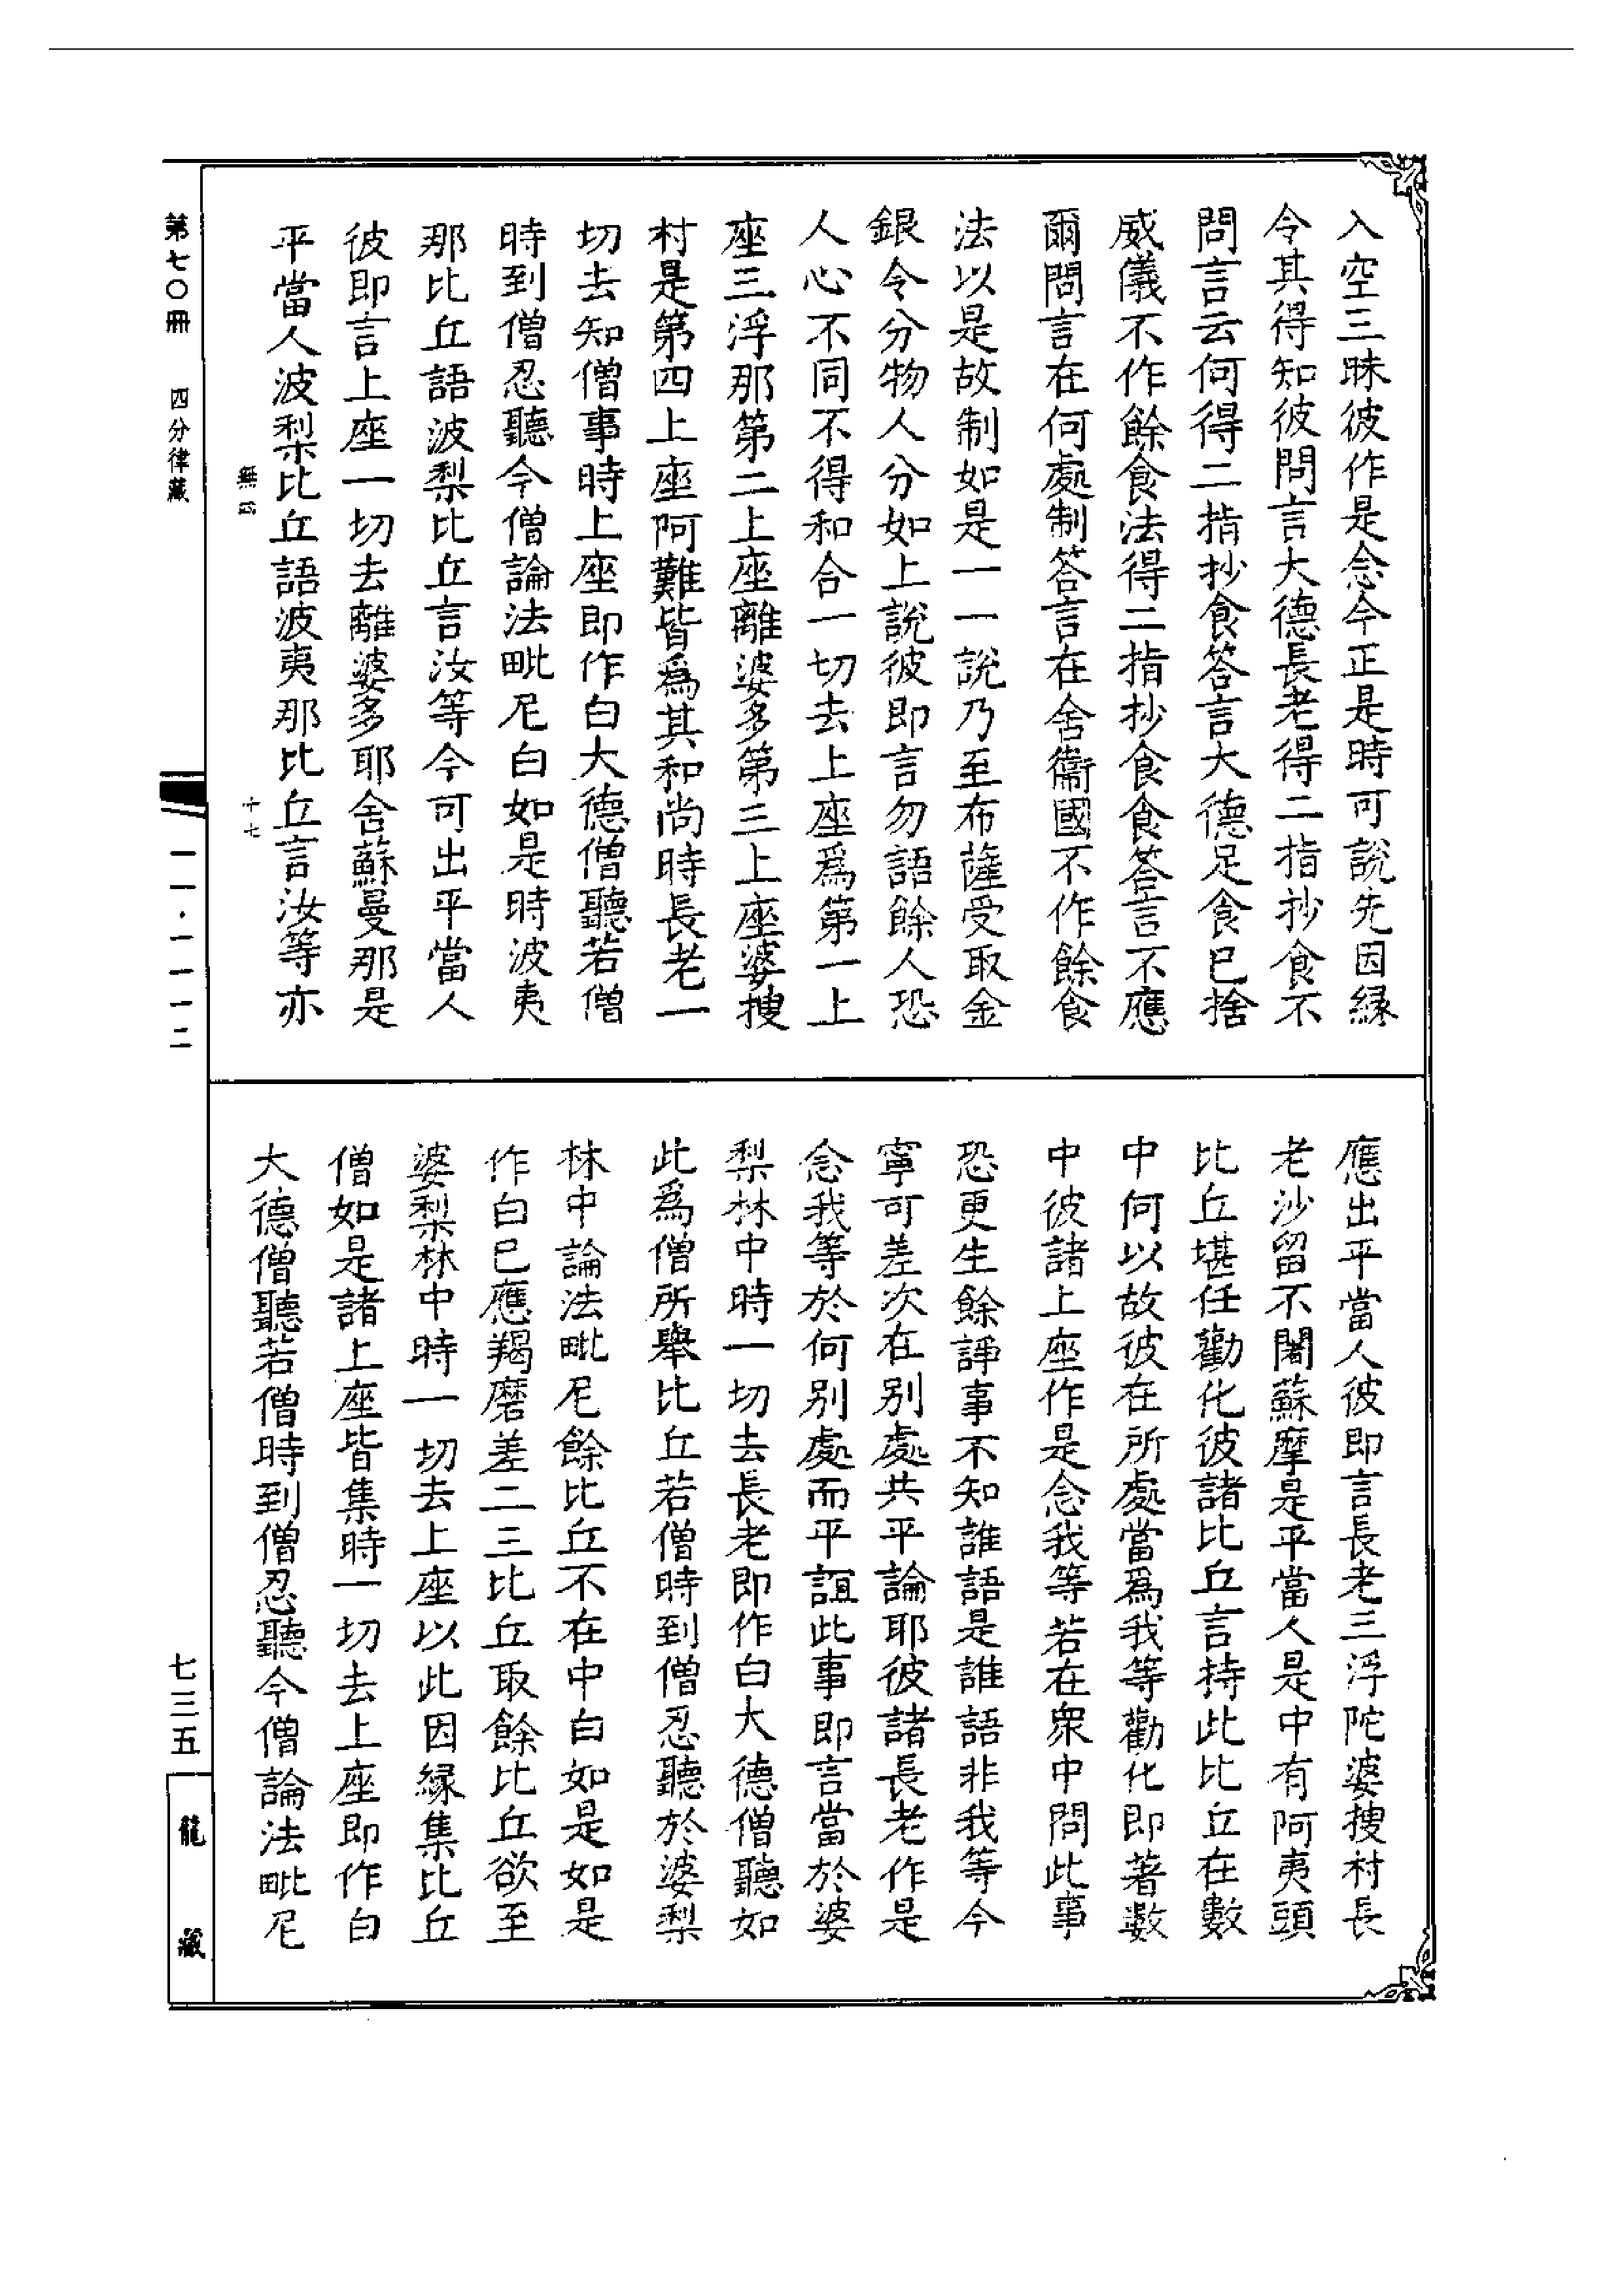 入空三昧彼作是念今正是時可說先因緣
令其得知彼問言大德長老得二指抄食不
問言云何得二指抄食答言大德足食已捨
威儀不作餘食法得二指抄食食答言不應
爾問言在何處制答言在舍衞國不作餘食
法以是故制如是一一說乃至布薩受取金
銀令分物人分如上說彼即言勿語餘人恐
人心不同不得和合一切去上座爲第一上
座三浮那第二上座離婆多第三上座婆搜
村是第四上座阿難皆爲其和尚時長老一
切去知僧事時上座即作白大德僧聽若僧
時到僧忍聽今僧論法毗尼白如是時波夷
那比丘語波梨比丘言汝等今可出平當人
彼即言上座一切去離婆多耶舍蘇曼那是
平當人波梨比丘語波夷那比丘言汝等亦
應出平當人彼即言長老三浮陀婆搜村長
老沙留不闍蘇摩是平當人是中有阿夷頭
比丘堪任勸化彼諸比丘言持此比丘在數
中何以故彼在所處當爲我等勸化即著數
中彼諸上座作是念我等若在衆中問此事
恐更生餘諍事不知誰語是誰語非我等今
寧可差次在別處共平論耶彼諸長老作是
念我等於何別處而平誼此事即言當於婆
梨林中時一切去長老即作白大德僧聽如
此爲僧所舉比丘若僧時到僧忍聽於婆梨
林中論法毗尼餘比丘不在中白如是如是
作白已應羯磨差二三比丘取餘比丘欲至
婆梨林中時一切去上座以此因緣集比丘
僧如是諸上座皆集時一切去上座即作白
大德僧聽若僧時到僧忍聽今僧論法毗尼
第七〇冊
四分律藏
十七
一一·一一一二
七三五
龍藏